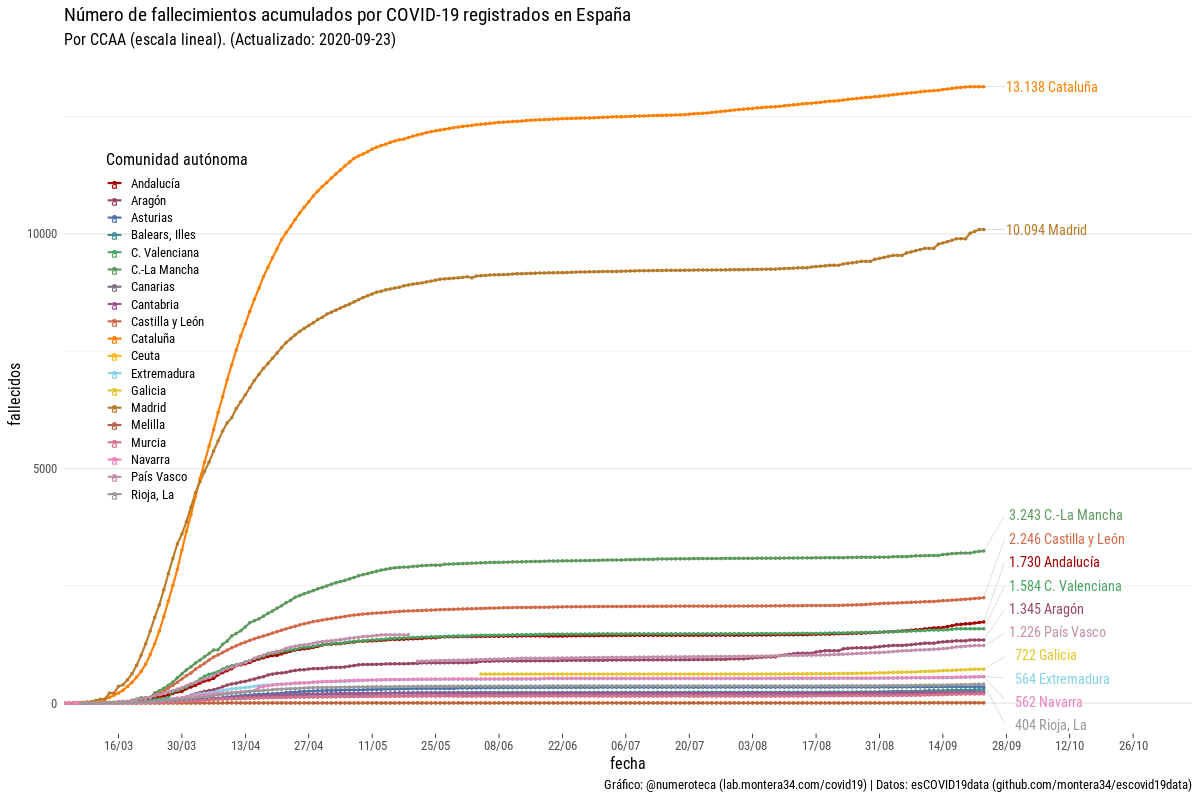 Número de fallecimientos acumulados por COVID-19 registrados en España
Por CCAA (escala lineal). (Actualizado: 2020-09-23)
13.138 Cataluña
Comunidad autónoma
Andalucía
Aragón
Asturias
Balears, Illes
C. Valenciana
C.-La Mancha
Canarias
Cantabria
Castilla y León
Cataluña
Ceuta
Extremadura
Galicia
Madrid
Melilla
Murcia
Navarra
País Vasco
Rioja, La
10.094 Madrid
10000
5000
0
fallecidos
3.243 C.-La Mancha
2.246 Castilla y León
1.730 Andalucía
1.584 C. Valenciana
1.345 Aragón
1.226 País Vasco
722 Galicia
564 Extremadura
562 Navarra
404 Rioja, La
16/03 30/03 13/04 27/04 11/05 25/05 08/06 22/06 06/07 20/07 03/08 17/08 31/08 14/09 28/09 12/10 26/10
fecha
Gráfico: @numeroteca (lab.montera34.com/covid19) | Datos: esCOVID19data (github.com/montera34/escovid19data)